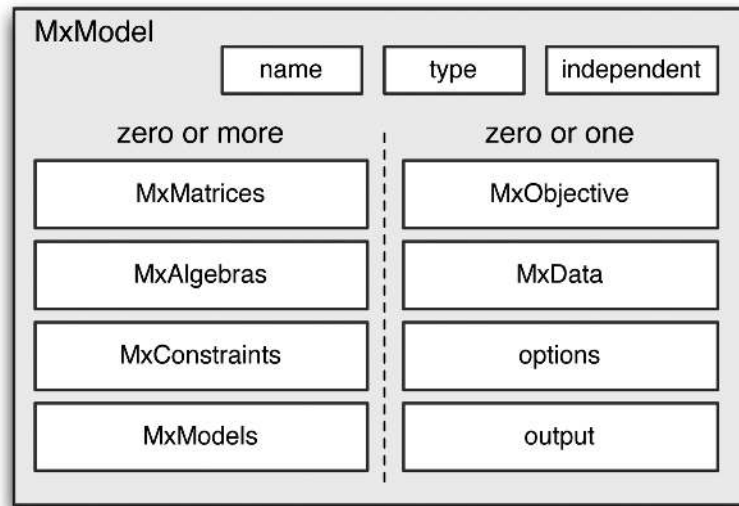 MxModel
name type independent
zero or more zero or one
MxMatrices MxObjective
MxAlgebras MxData
MxConstraints options
MxModels output